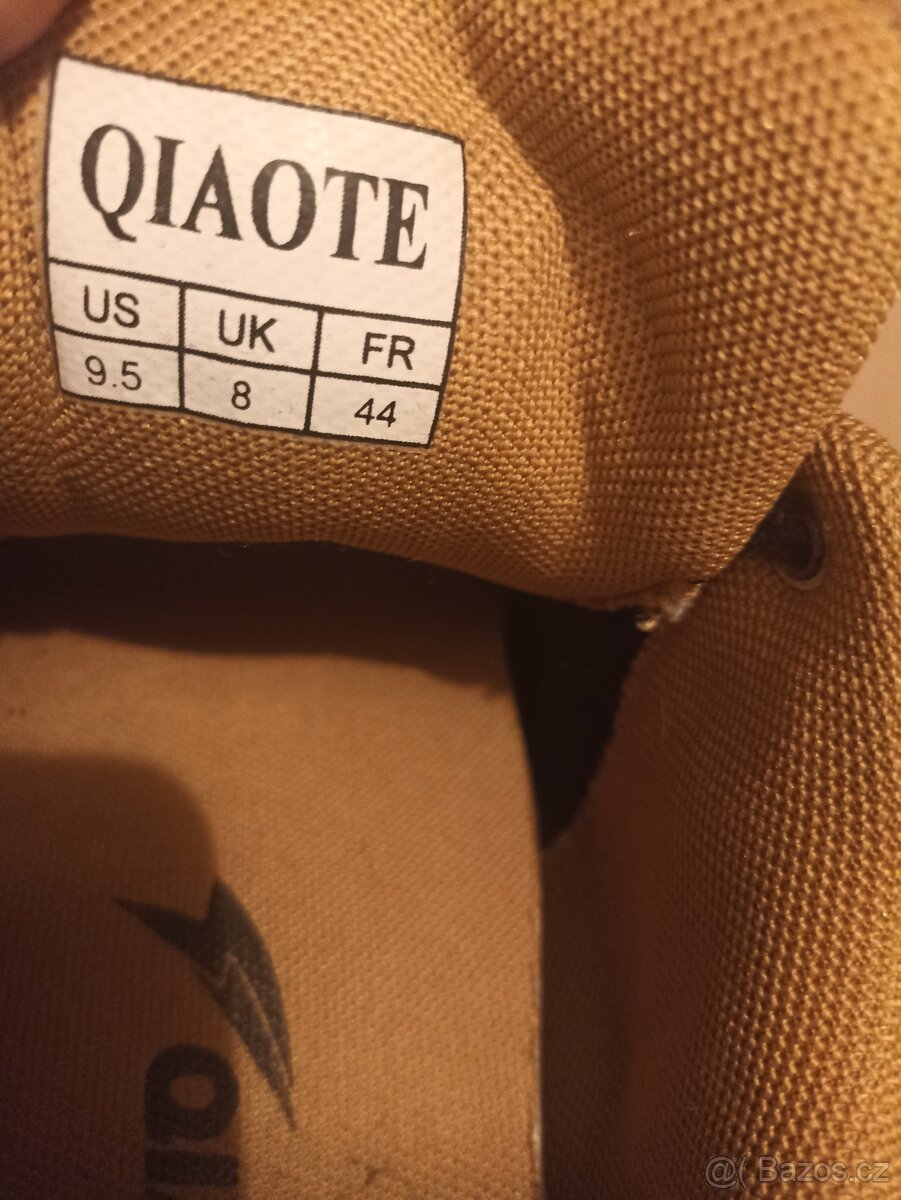 QIAOTE
US UK FR
9.5 8 44
@( Bazos.cz